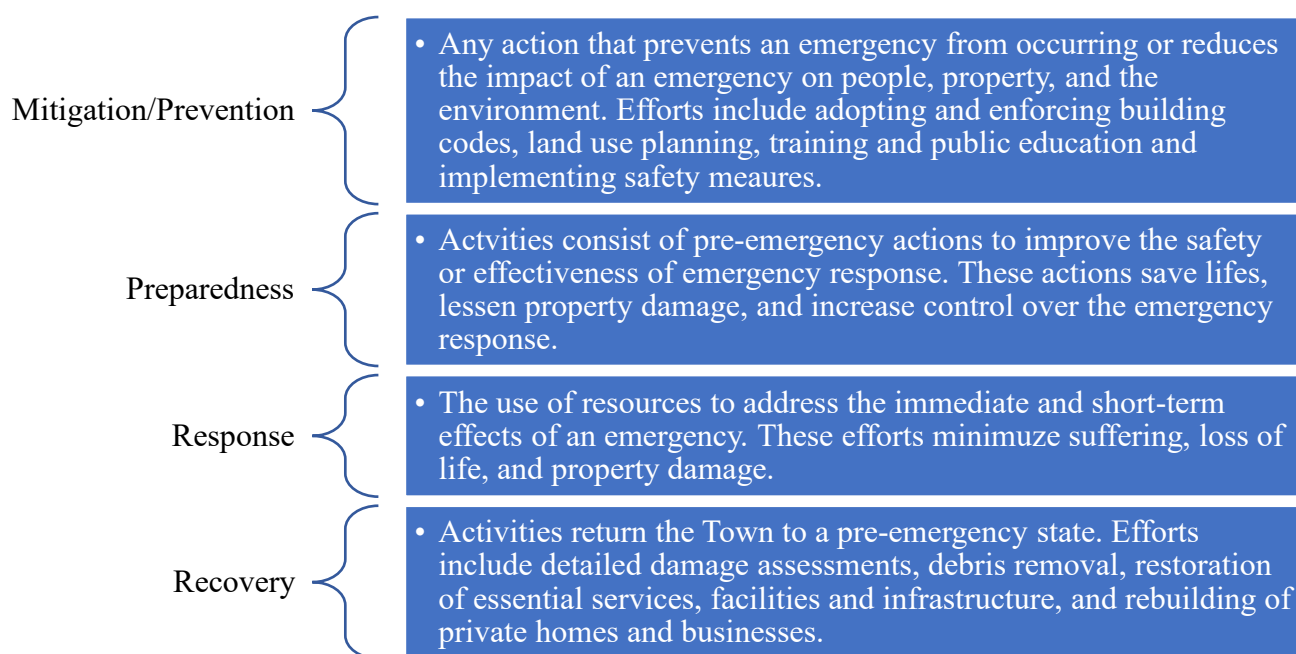 Mitigation/Prevention
• Any action that prevents an emergency from occurring or reduces
the impact of an emergency on people, property, and the
environment. Efforts include adopting and enforcing building
codes, land use planning, training and public education and
implementing safety meaures.
Preparedness
• Actvities consist of pre-emergency actions to improve the safety
or effectiveness of emergency response. These actions save lifes,
lessen property damage, and increase control over the emergency
response.
Response
• The use of resources to address the immediate and short-term
effects of an emergency. These efforts minimuze suffering, loss of
life, and property damage.
Recovery
• Activities return the Town to a pre-emergency state. Efforts
include detailed damage assessments, debris removal, restoration
of essential services, facilities and infrastructure, and rebuilding of
private homes and businesses.